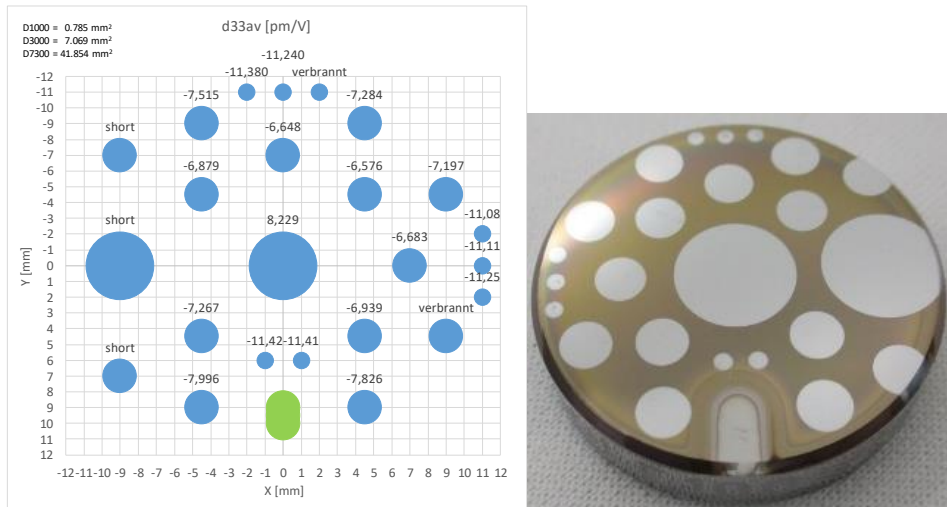 d33av [pm/V]
D1000 = 0.785 mm²
D3000 = 7.069 mm²
D7300 = 41.854 mm²
-11,240
-11,380 verbrannt
-7,515 -7,284
short -6,648
-6,879 -6,576 -7,197
short 8,229 -11,08
-6,683 -11,11
-11,25
-7,267 -6,939 verbrannt
-11,42 -11,41
short
-7,996 -7,826
-12
-11
-10
-9
-8
-7
-6
-5
-4
-3
-2
-1
0
1
2
3
4
5
6
7
8
9
10
11
12
Y [mm]
-12 -11 -10 -9 -8 -7 -6 -5 -4 -3 -2 -1 0 1 2 3 4 5 6 7 8 9 10 11 12
X [mm]